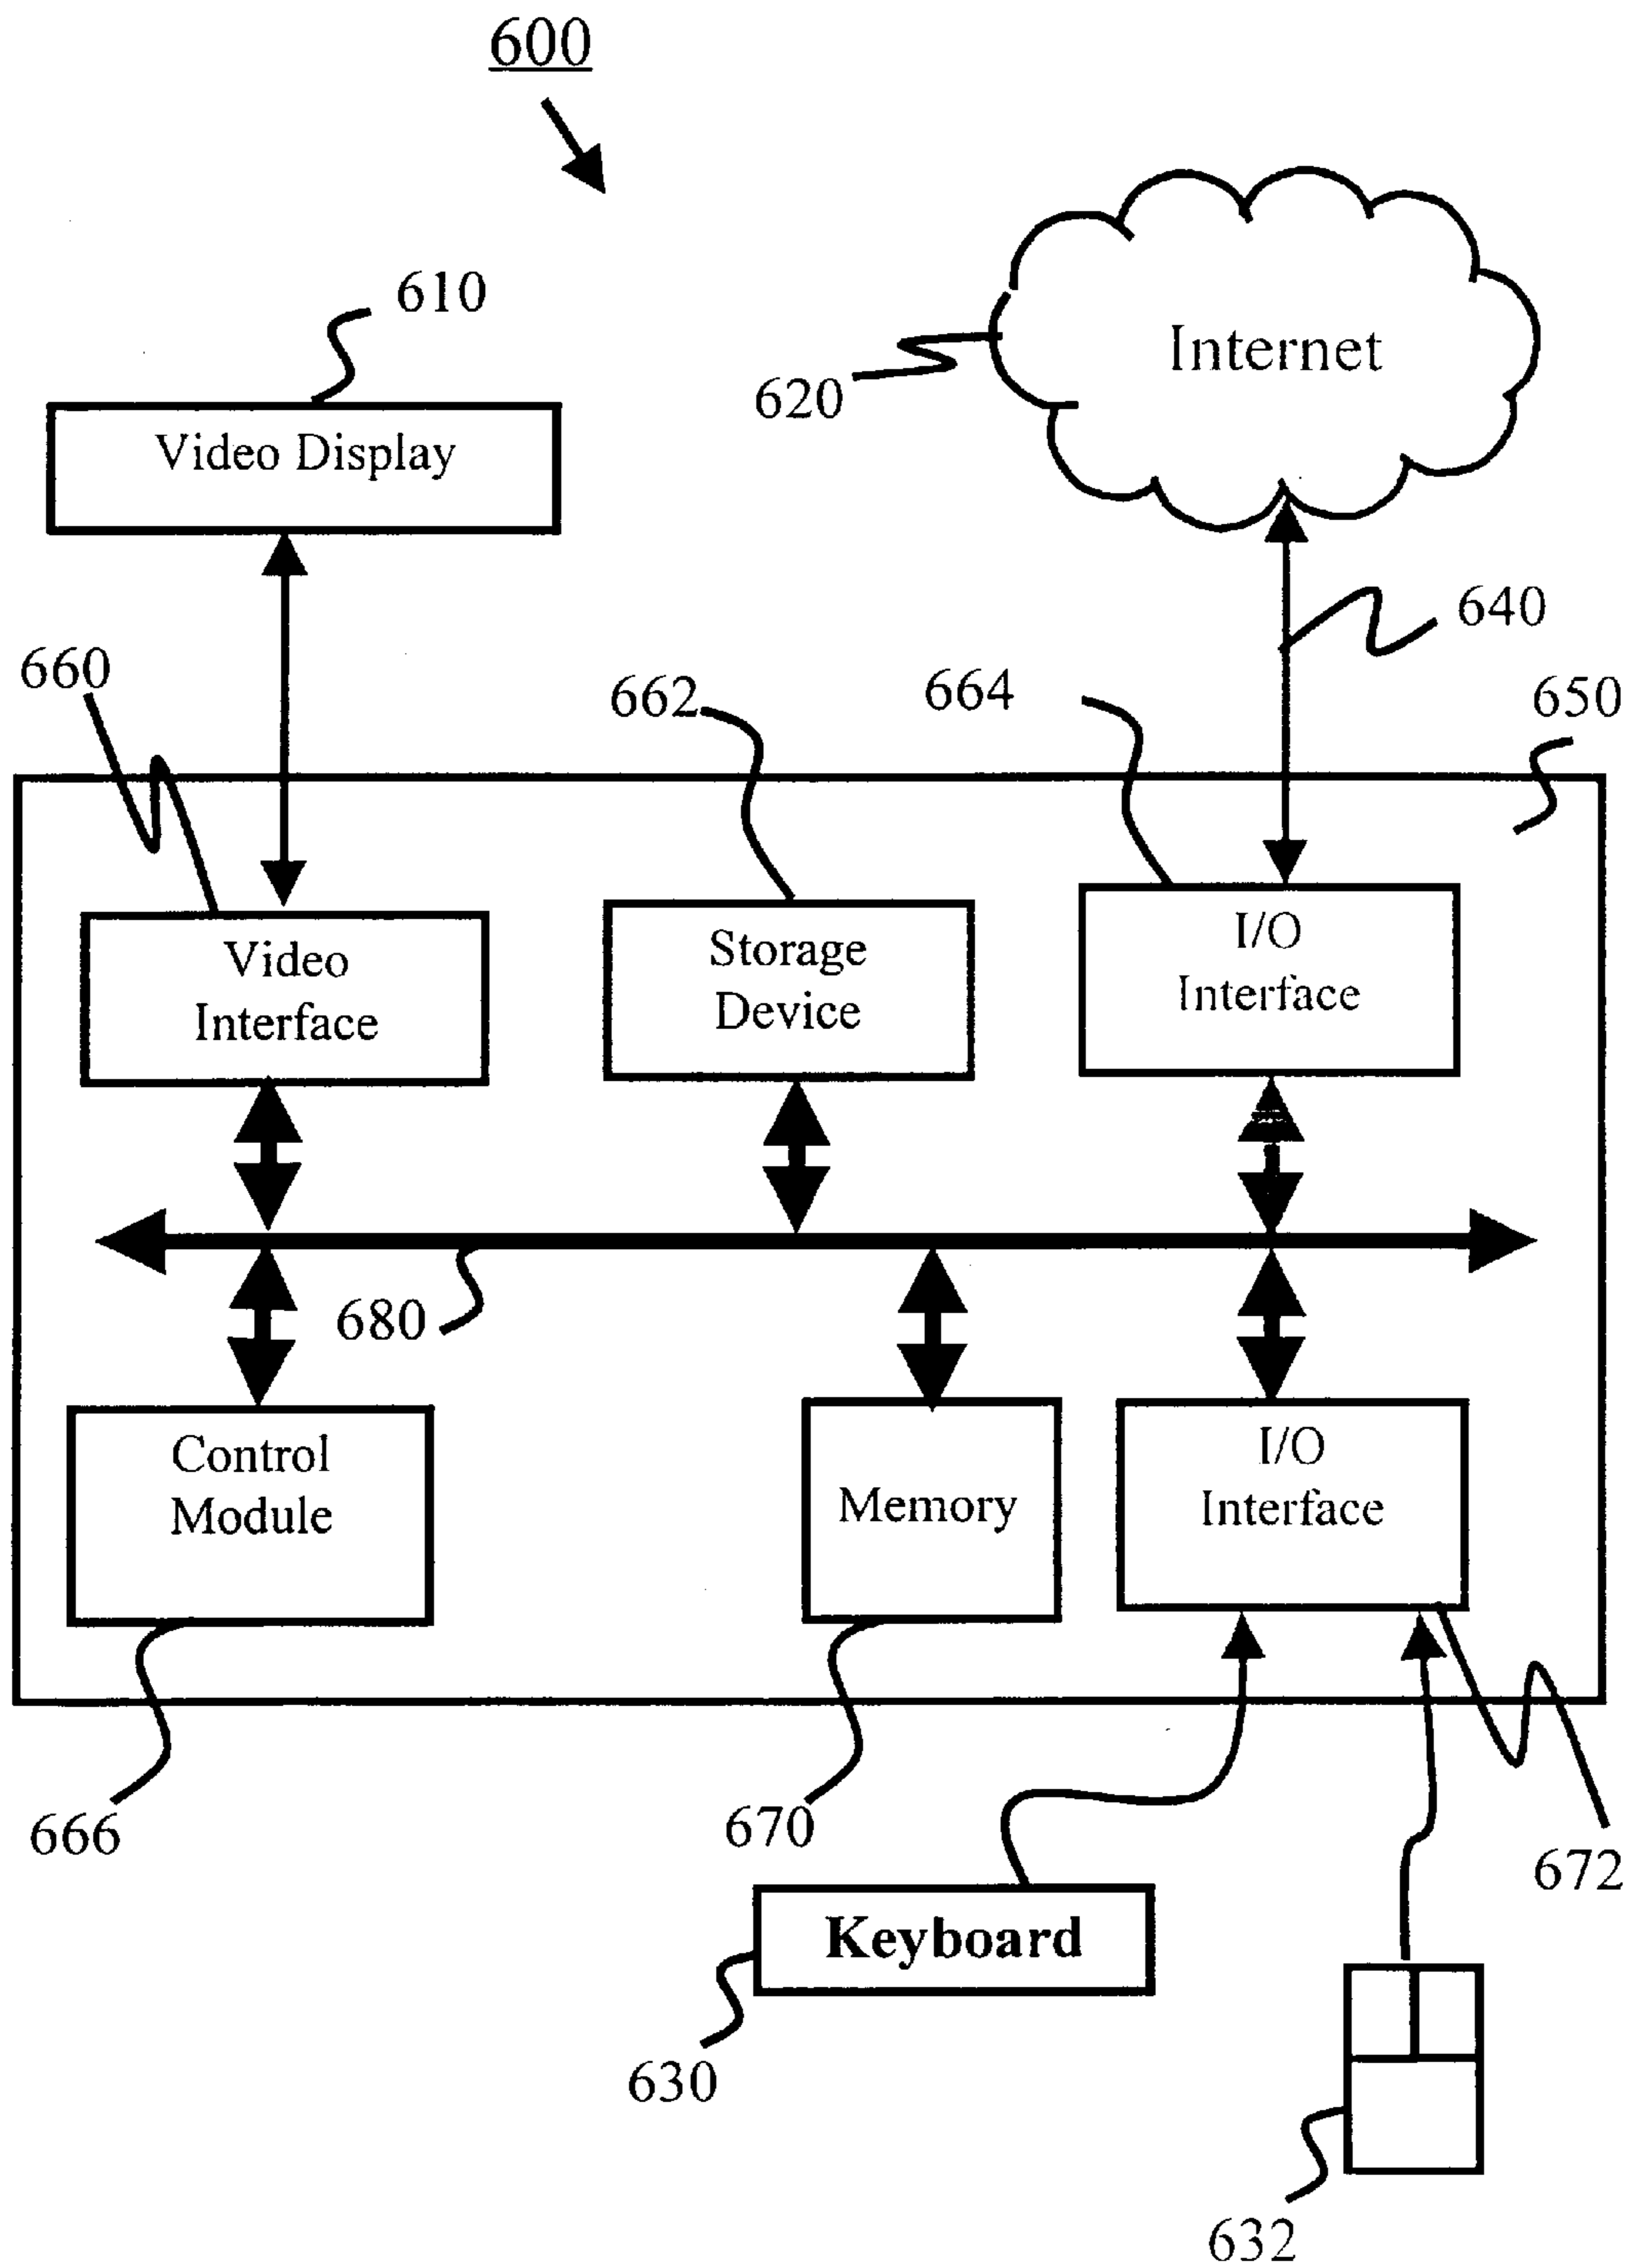 600
610
Internet
620
Video Display
640
660
662
664
650
Video
Interface
Storage
Device
I/O
Interface
680
Control
Module
Memory
I/O
Interface
666
670
672
Keyboard
630
632